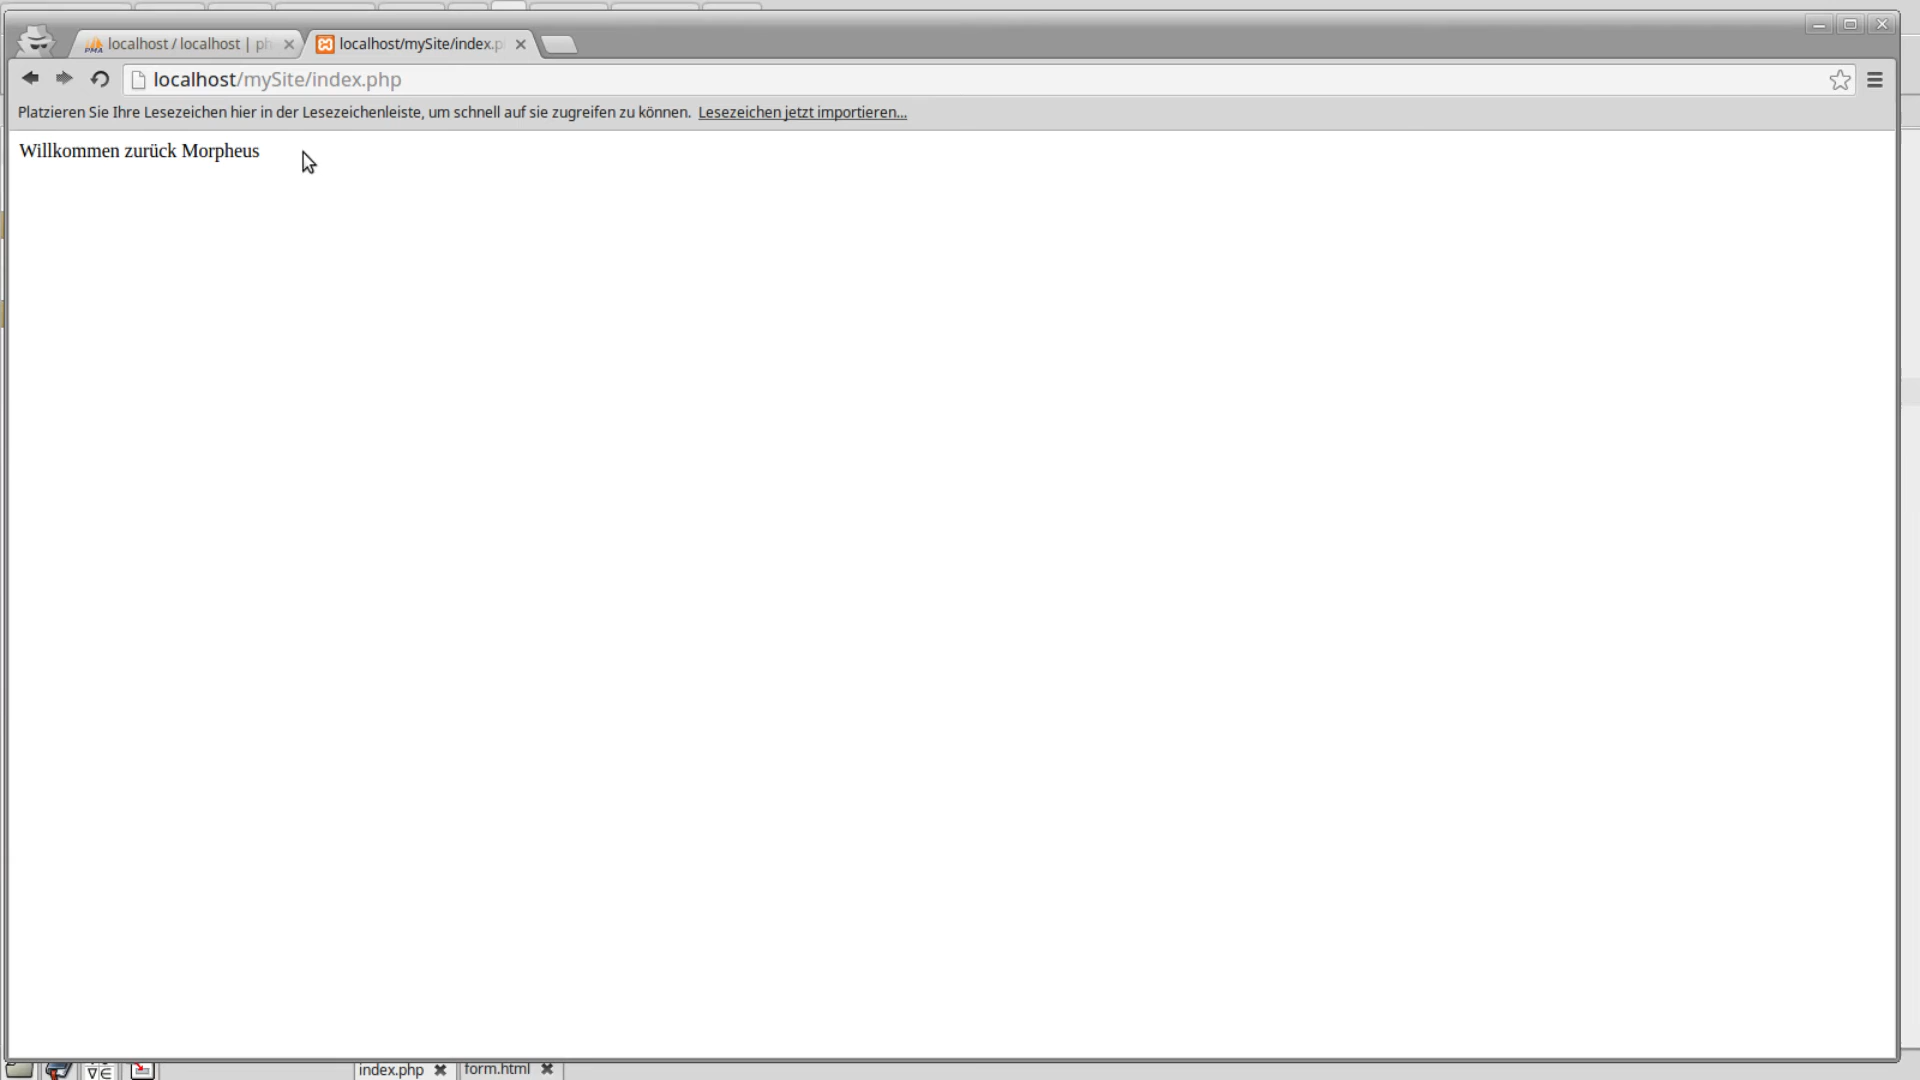 localhost / localhost | ph
localhost/mySite/index.p
localhost/mySite/index.php
Platzieren Sie Ihre Lesezeichen hier in der Lesezeichenleiste, um schnell auf sie zugreifen zu können. Lesezeichen jetzt importieren...
Willkommen zurück Morpheus
index.php form.html